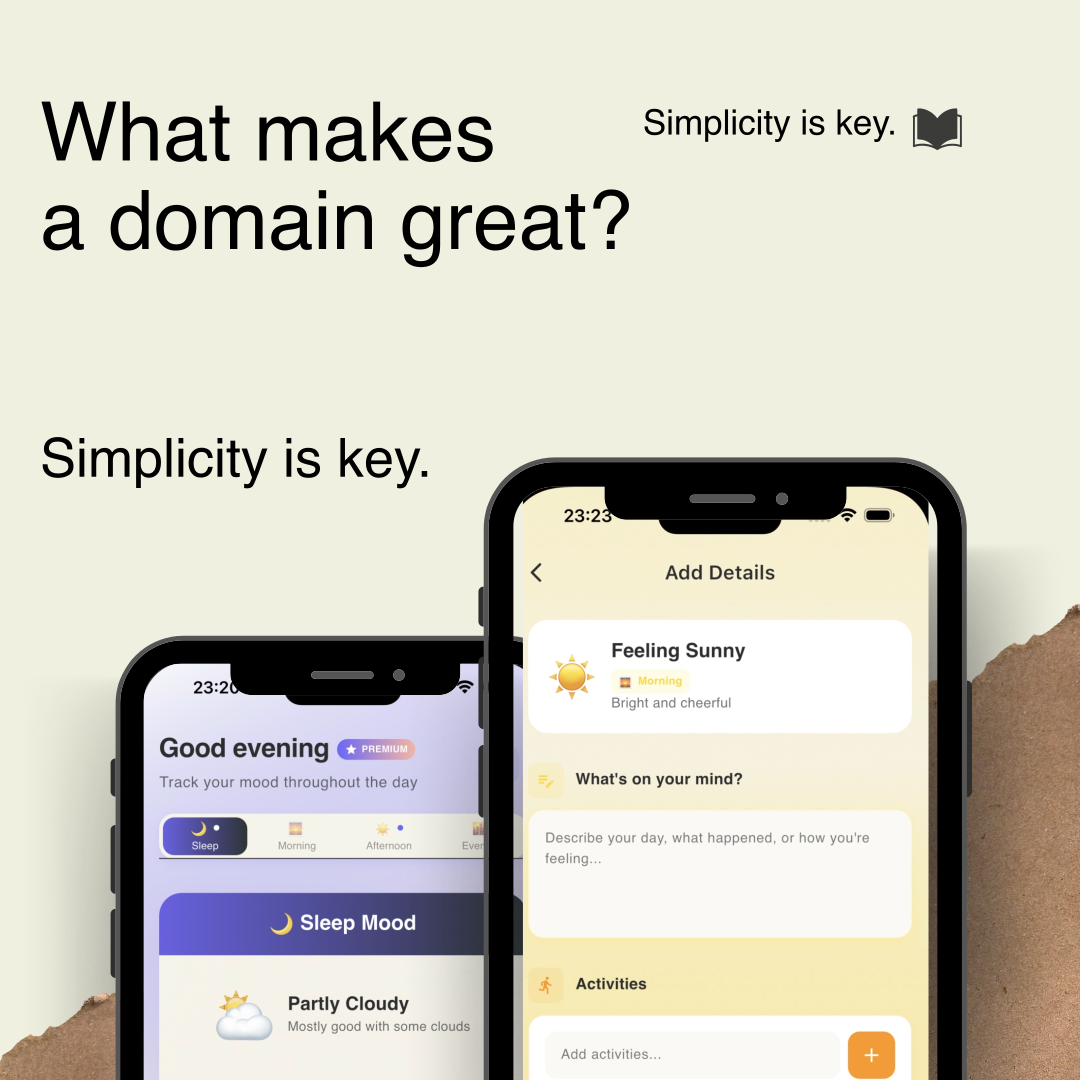 What makes
a domain great?
Simplicity is key.
Simplicity is key.
23:20
Good evening
PREMIUM
Track your mood throughout the day
Sleep
Morning
Afternoon
Sleep Mood
Partly Cloudy
Mostly good with some clouds
23:23
Add Details
Feeling Sunny
Morning
Bright and cheerful
What's on your mind?
Describe your day, what happened, or how you're
feeling...
Activities
Add activities...
+